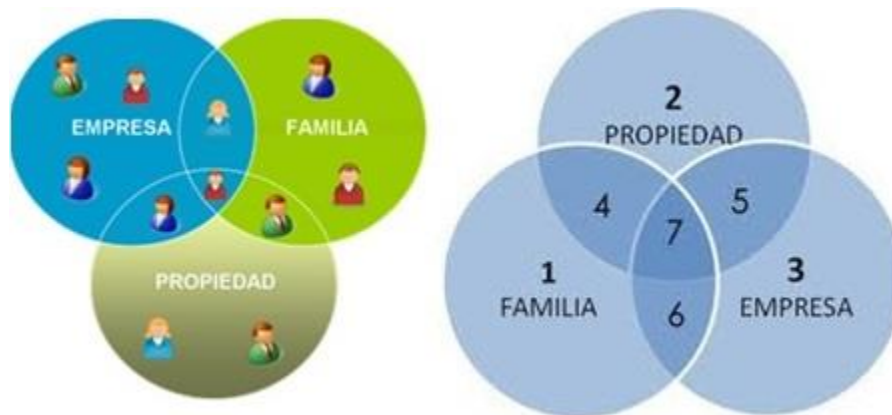 EMPRESA
FAMILIA
PROPIEDAD
2
PROPIEDAD
4
5
7
1
FAMILIA
3
EMPRESA
6